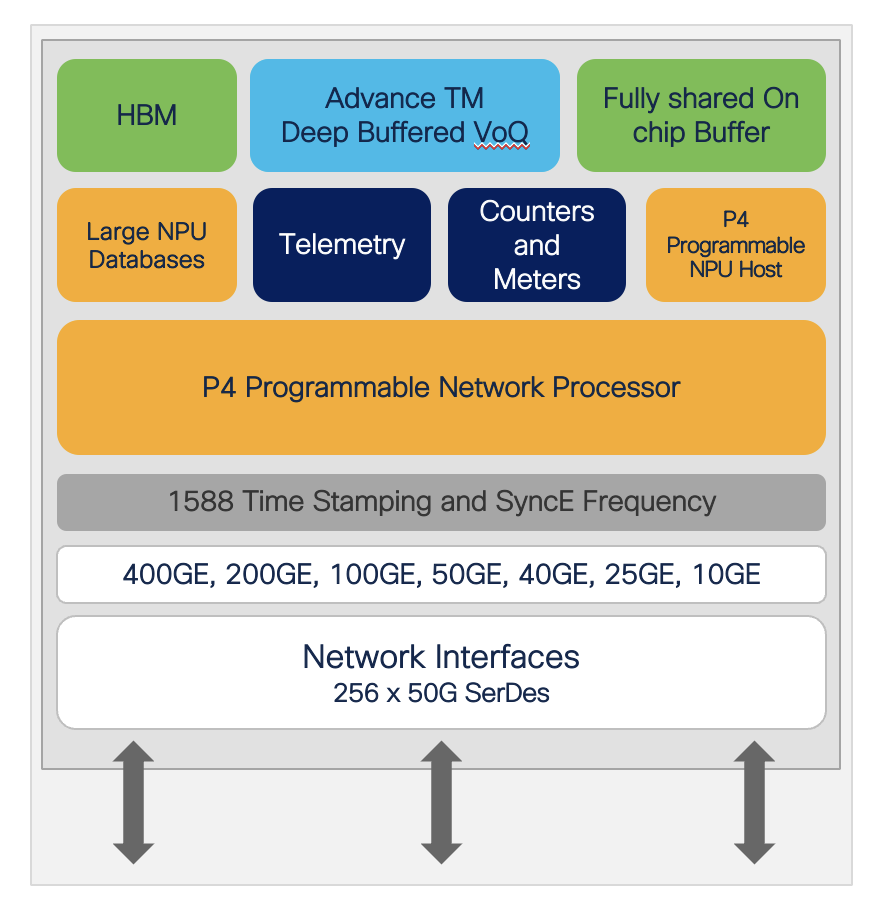 HBM
Advance TM
Deep Buffered VoQ
Fully shared On
chip Buffer
Large NPU
Databases
Telemetry
Counters
and
Meters
P4
Programmable
NPU Host
P4 Programmable Network Processor
1588 Time Stamping and SyncE Frequency
400GE, 200GE, 100GE, 50GE, 40GE, 25GE, 10GE
Network Interfaces
256 x 50G SerDes